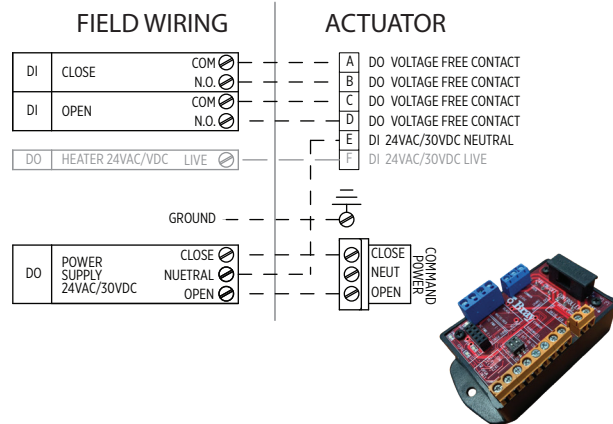 FIELD WIRING
ACTUATOR
DI CLOSE COM
N.O.
DI OPEN COM
N.O.
DO HEATER 24VAC/VDC LIVE
A DO VOLTAGE FREE CONTACT
B DO VOLTAGE FREE CONTACT
C DO VOLTAGE FREE CONTACT
D DO VOLTAGE FREE CONTACT
E DI 24VAC/30VDC NEUTRAL
F DI 24VAC/30VDC LIVE
GROUND
DO POWER SUPPLY 24VAC/30VDC
CLOSE
NUETRAL
OPEN
CLOSE
NEUT
OPEN
COMMAND
POWER
Bray